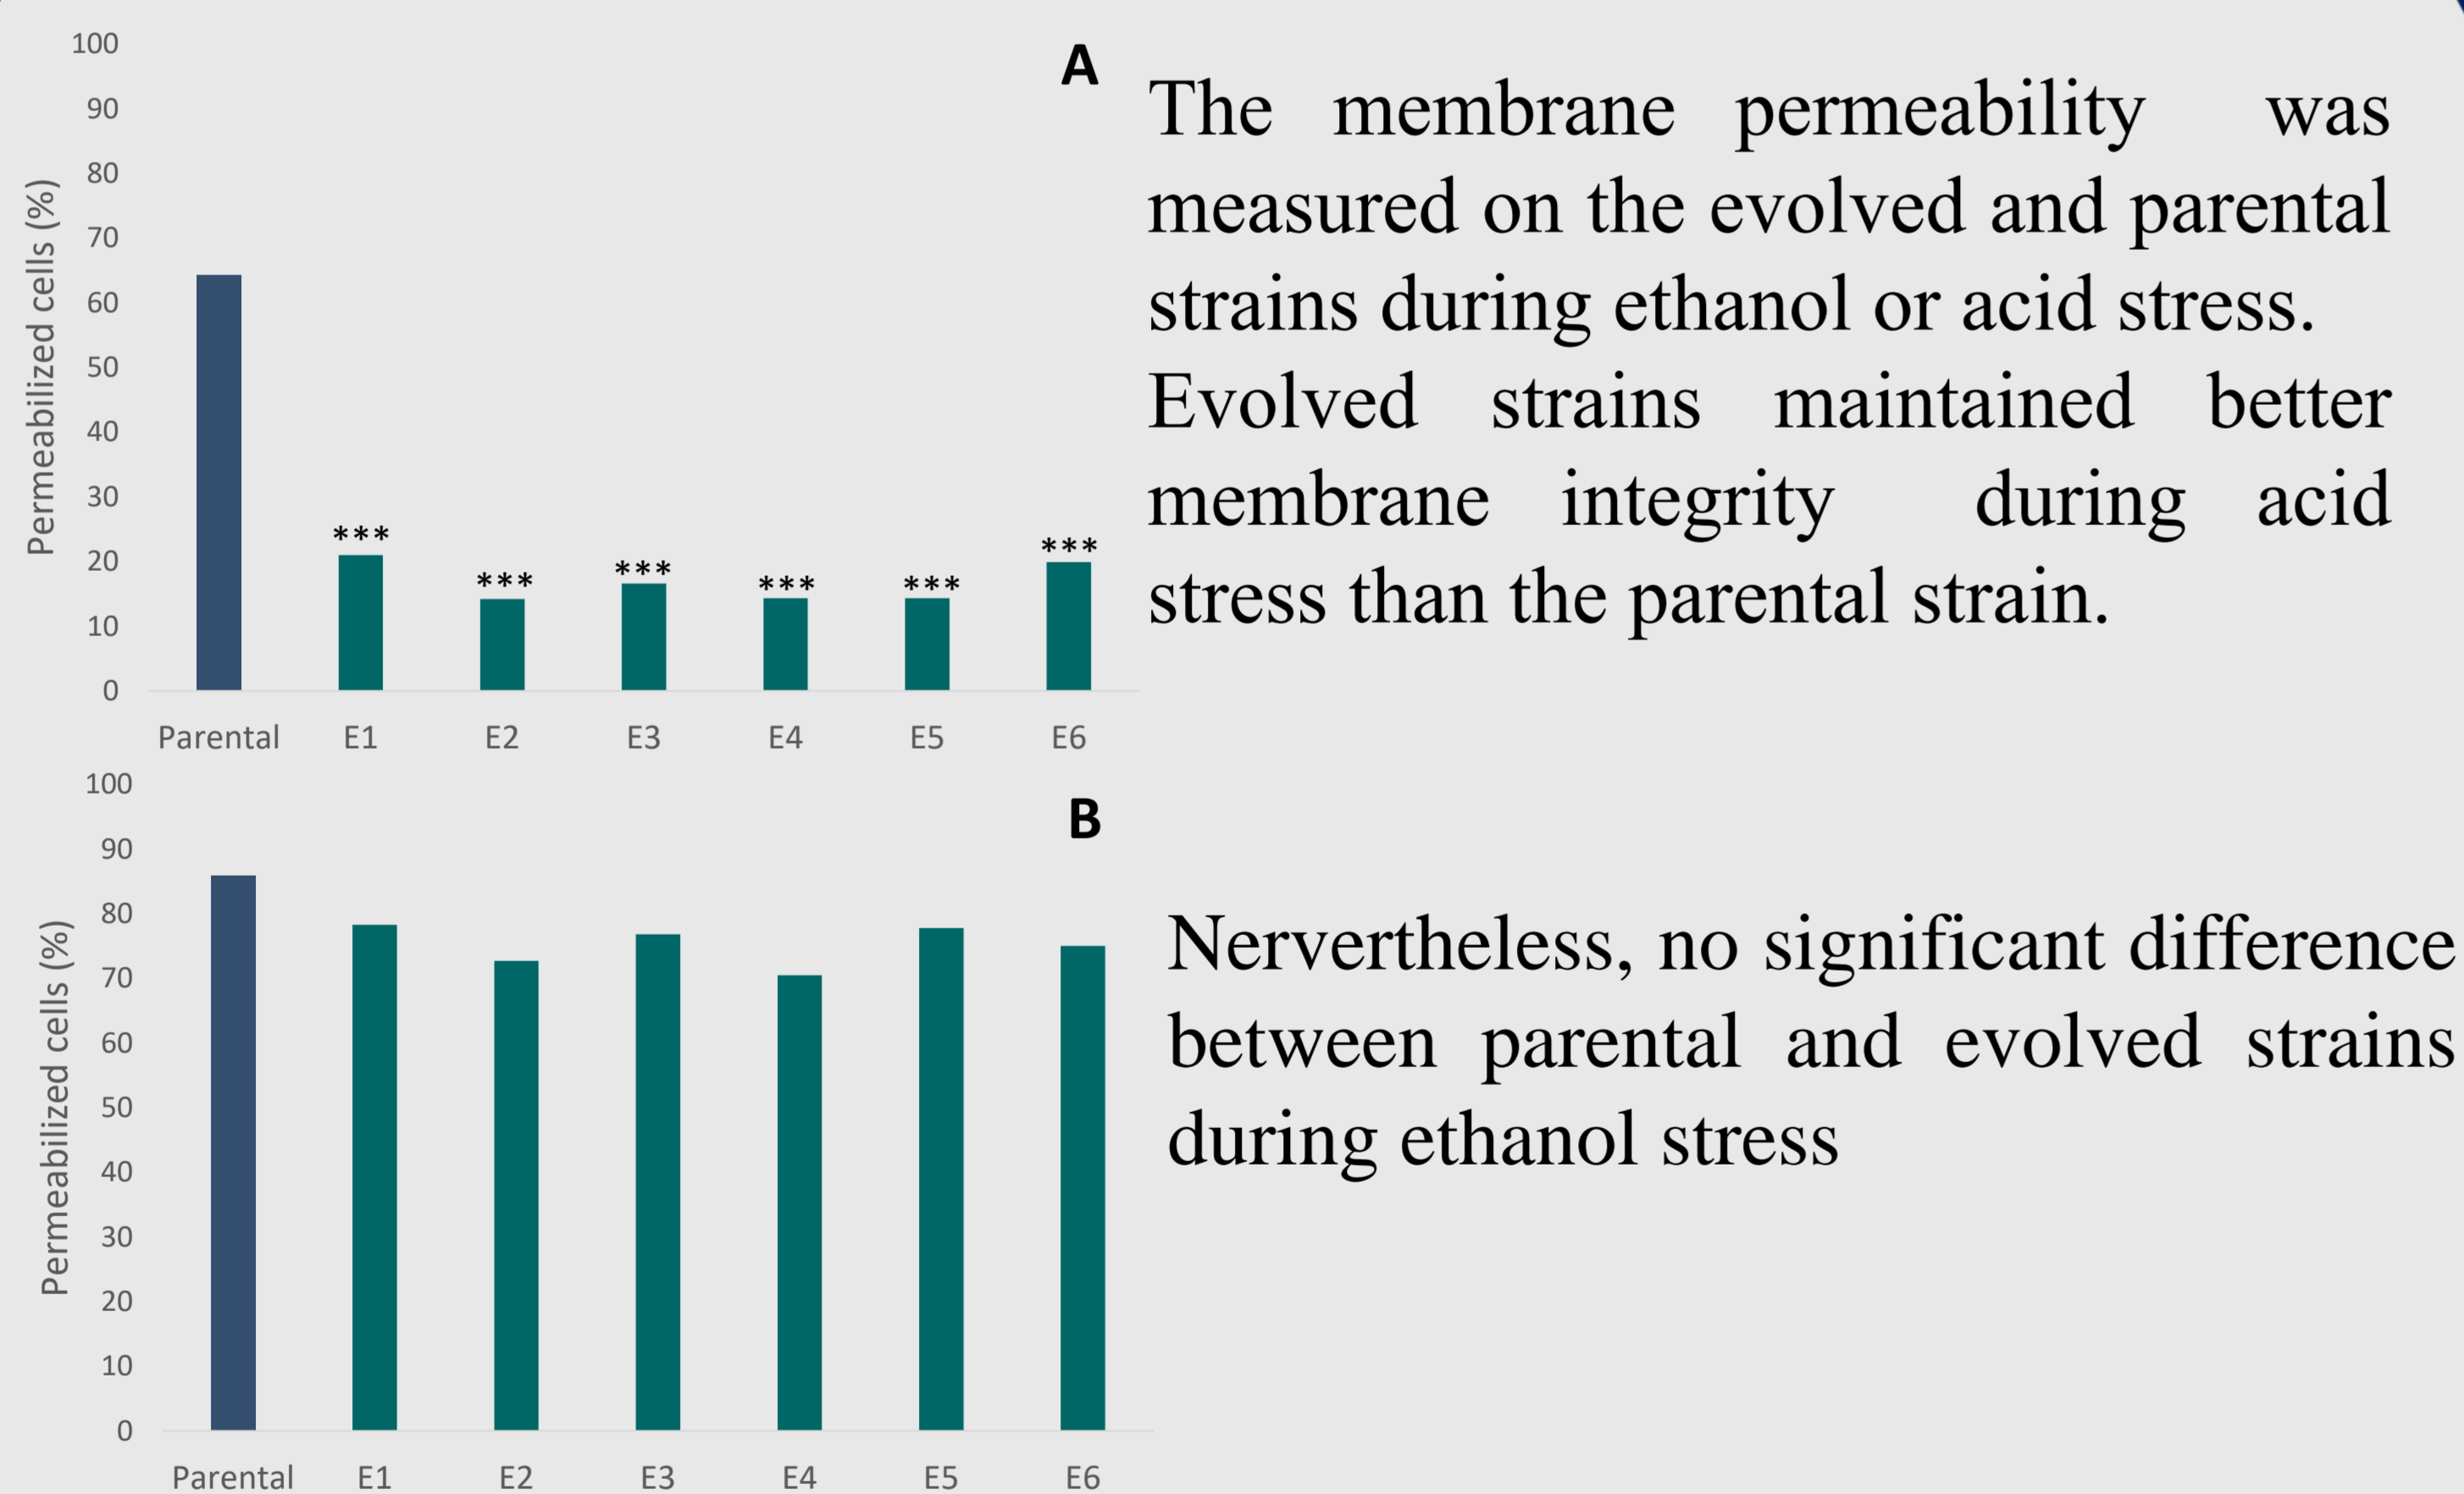 A
100
90
80
70
60
50
40
30
20
10
0
Permeabilized cells (%)
***
***
***
***
***
***
Parental E1 E2 E3 E4 E5 E6
The membrane permeability was
measured on the evolved and parental
strains during ethanol or acid stress.
Evolved strains maintained better
membrane integrity during acid
stress than the parental strain.
B
100
90
80
70
60
50
40
30
20
10
0
Permeabilized cells (%)
Parental E1 E2 E3 E4 E5 E6
Nervertheless, no significant difference
between parental and evolved strains
during ethanol stress